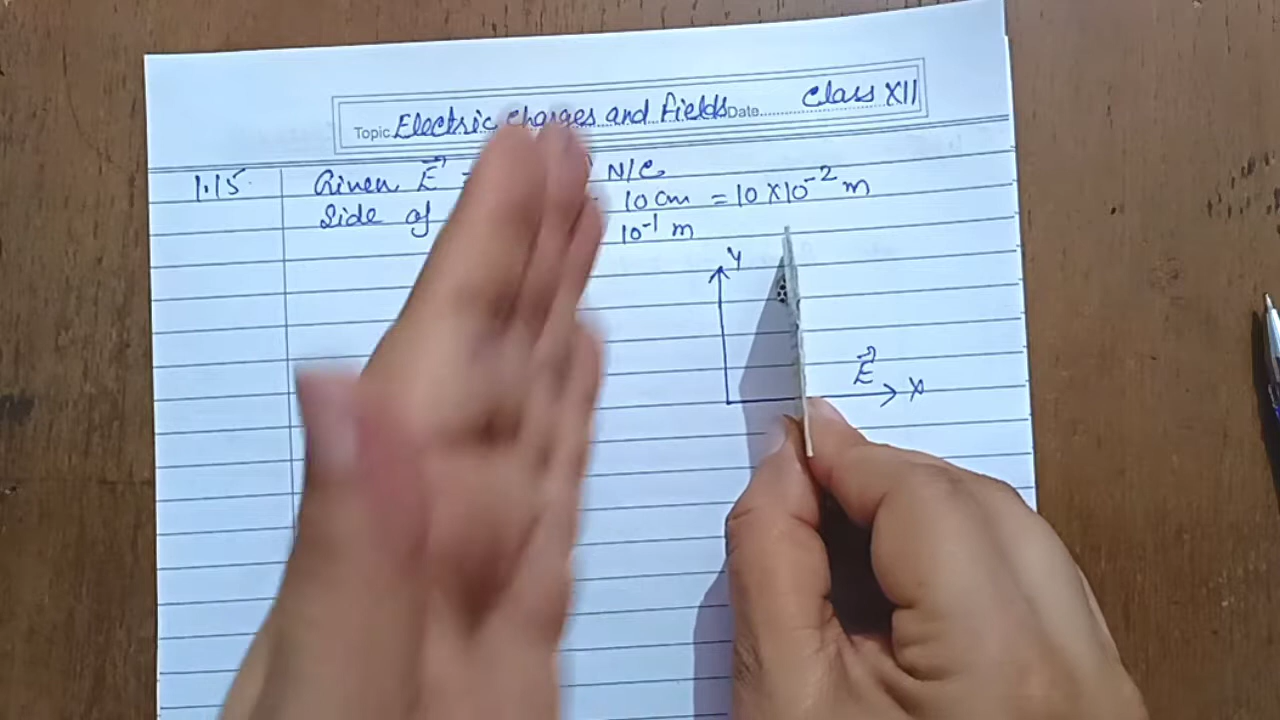 Topic Electric Charges and Fields Date Class XII
1.15 Given E⃗ = N/C
Side of 10 cm = 10 × 10⁻² m
10⁻¹ m
Y
E⃗
X